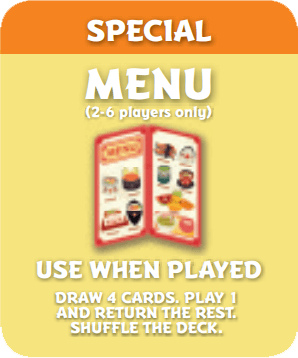 SPECIAL
MENU
(2-6 players only)
MENU
USE WHEN PLAYED
DRAW 4 CARDS. PLAY 1
AND RETURN THE REST.
SHUFFLE THE DECK.